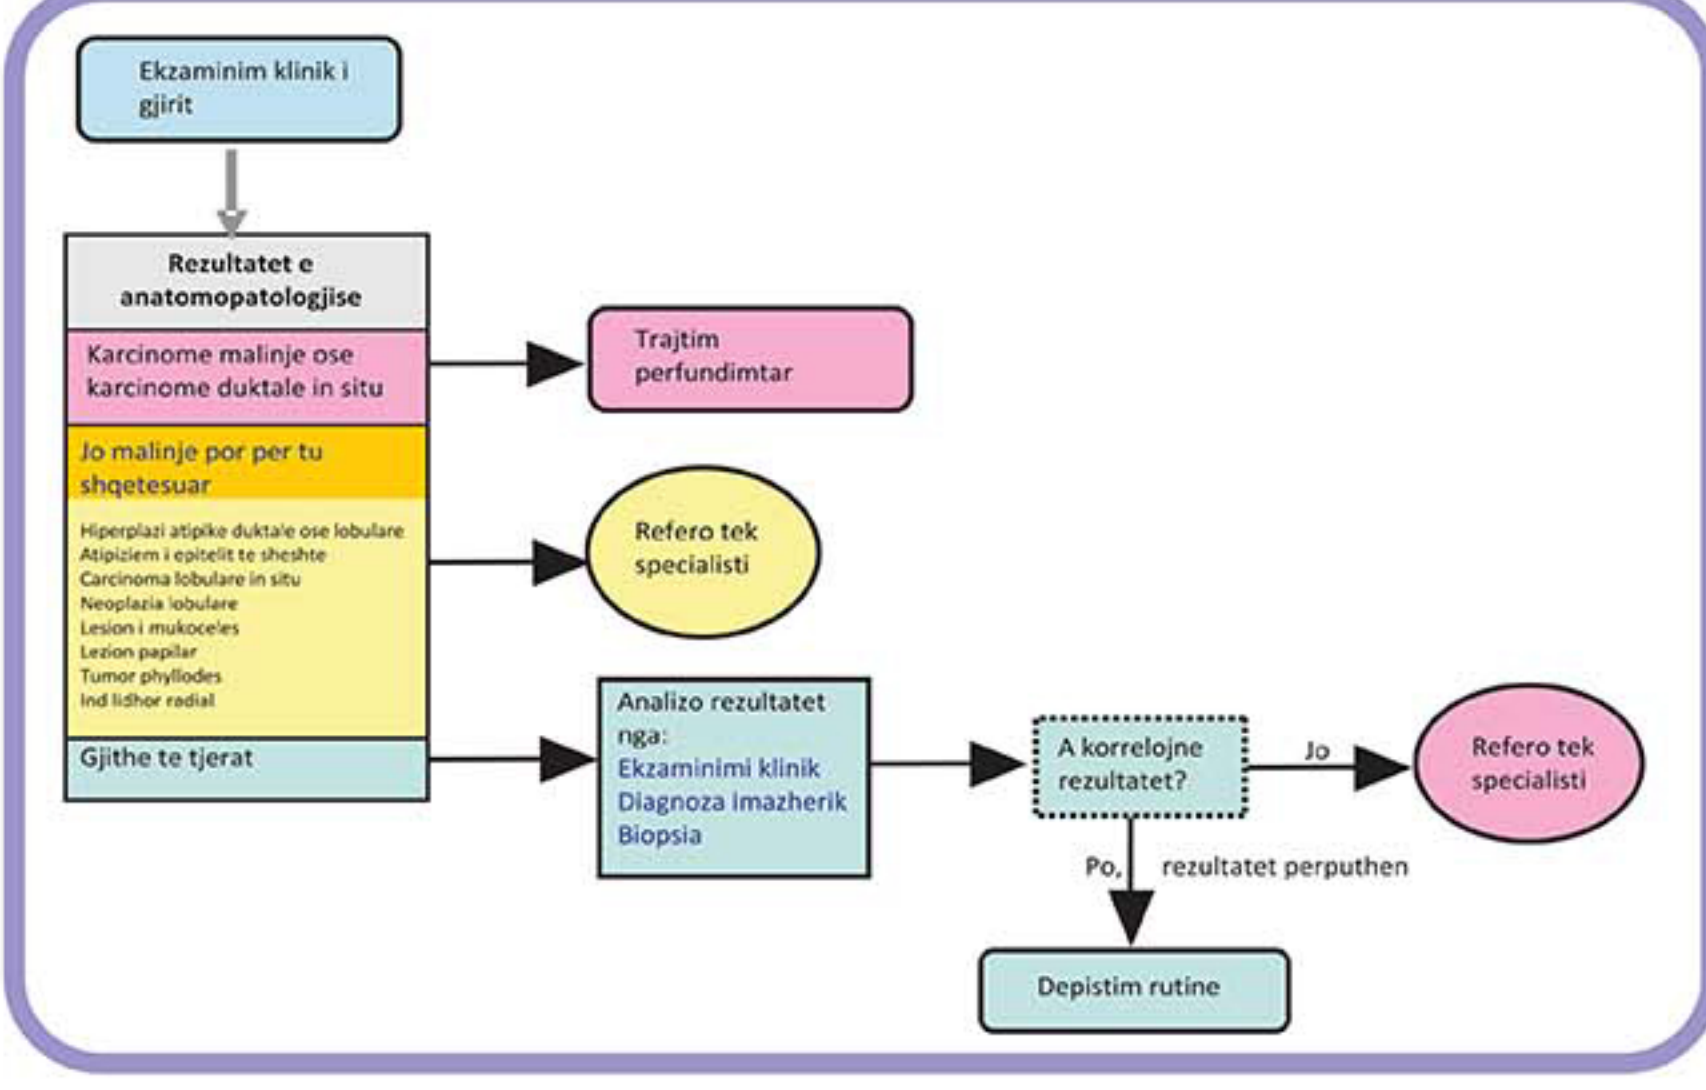 Ekzaminim klinik i
gjirit
Rezultatet e
anatomopatologjise
Karcinome malinje ose
karcinome duktale in situ
Trajtim
perfundimtar
Jo malinje por per tu
shqetesuar
Hiperplazi atipike duktale ose lobulare
Atipiziem i epitelit te sheshte
Carcinoma lobulare in situ
Neoplazia lobulare
Lesion i mukoceles
Lezion papilar
Tumor phyllodes
Ind lidhor radial
Refero tek
specialisti
Gjithe te tjerat
Analizo rezultatet
nga:
Ekzaminimi klinik
Diagnoza imazherik
Biopsia
A korrelojne
rezultatet?
Jo
Refero tek
specialisti
Po, rezultatet perputhen
Depistim rutine